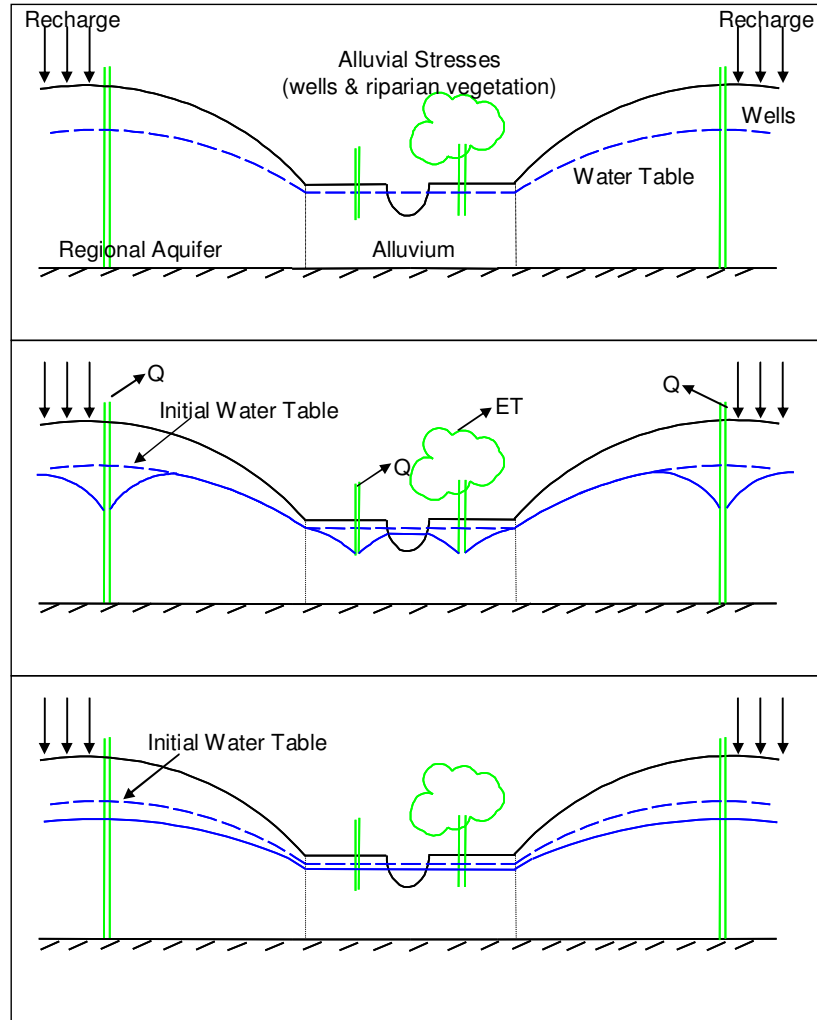 Recharge
Recharge
Alluvial Stresses
(wells & riparian vegetation)
Wells
Water Table
Regional Aquifer
Alluvium
Q
Q
Initial Water Table
ET
Q
Initial Water Table